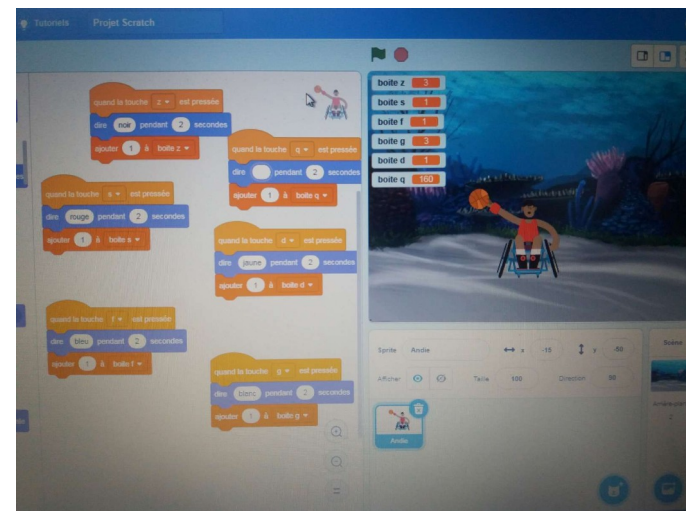 Tutoriels Projet Scratch
quand la touche z est pressée
dire noir pendant 2 secondes
ajouter 1 à boite z
quand la touche q est pressée
dire pendant 2 secondes
ajouter 1 à boite q
quand la touche s est pressée
dire rouge pendant 2 secondes
ajouter 1 à boite s
quand la touche d est pressée
dire jaune pendant 2 secondes
ajouter 1 à boite d
quand la touche f est pressée
dire bleu pendant 2 secondes
ajouter 1 à boite f
quand la touche g est pressée
dire blanc pendant 2 secondes
ajouter 1 à boite g
boite z 3
boite s 1
boite f 1
boite g 3
boite d 1
boite q 160
Sprite Andie x -15 y -59
Afficher Taille 100 Direction 90
Andie
Scène